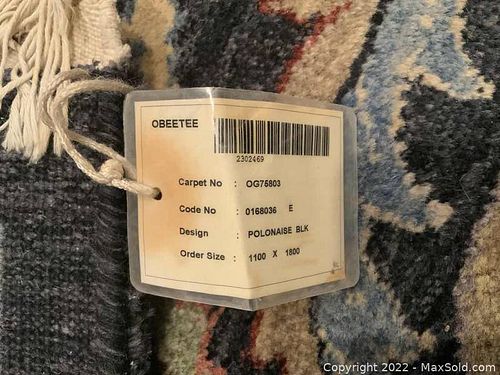 OBEETEE
2302469
Carpet No : OG75803
Code No : 0168036 E
Design : POLONAISE BLK
Order Size : 1100 X 1800
Copyright 2022 - MaxSold.com